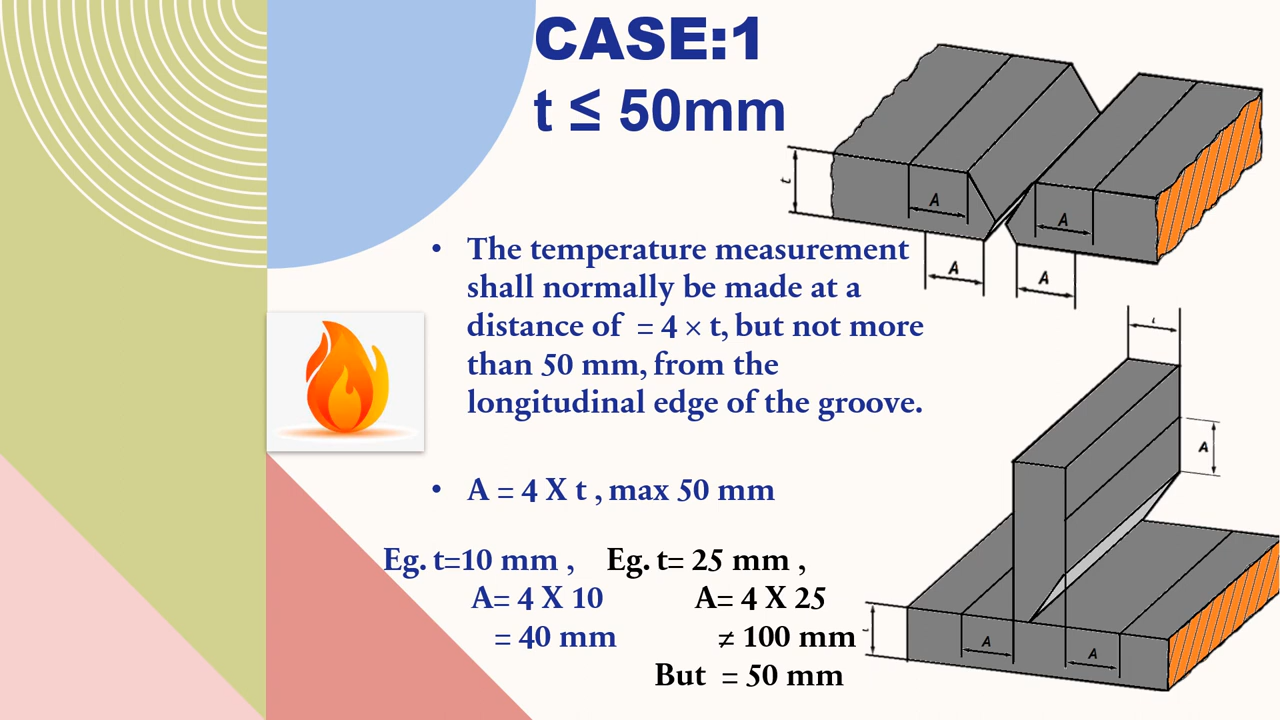 CASE:1
t ≤ 50mm
t
A
A
A
A
• The temperature measurement
shall normally be made at a
distance of = 4 × t, but not more
than 50 mm, from the
longitudinal edge of the groove.
A
• A = 4 X t , max 50 mm
Eg. t=10 mm , Eg. t= 25 mm ,
A= 4 X 10 A= 4 X 25
= 40 mm ≠ 100 mm
But = 50 mm
A
A